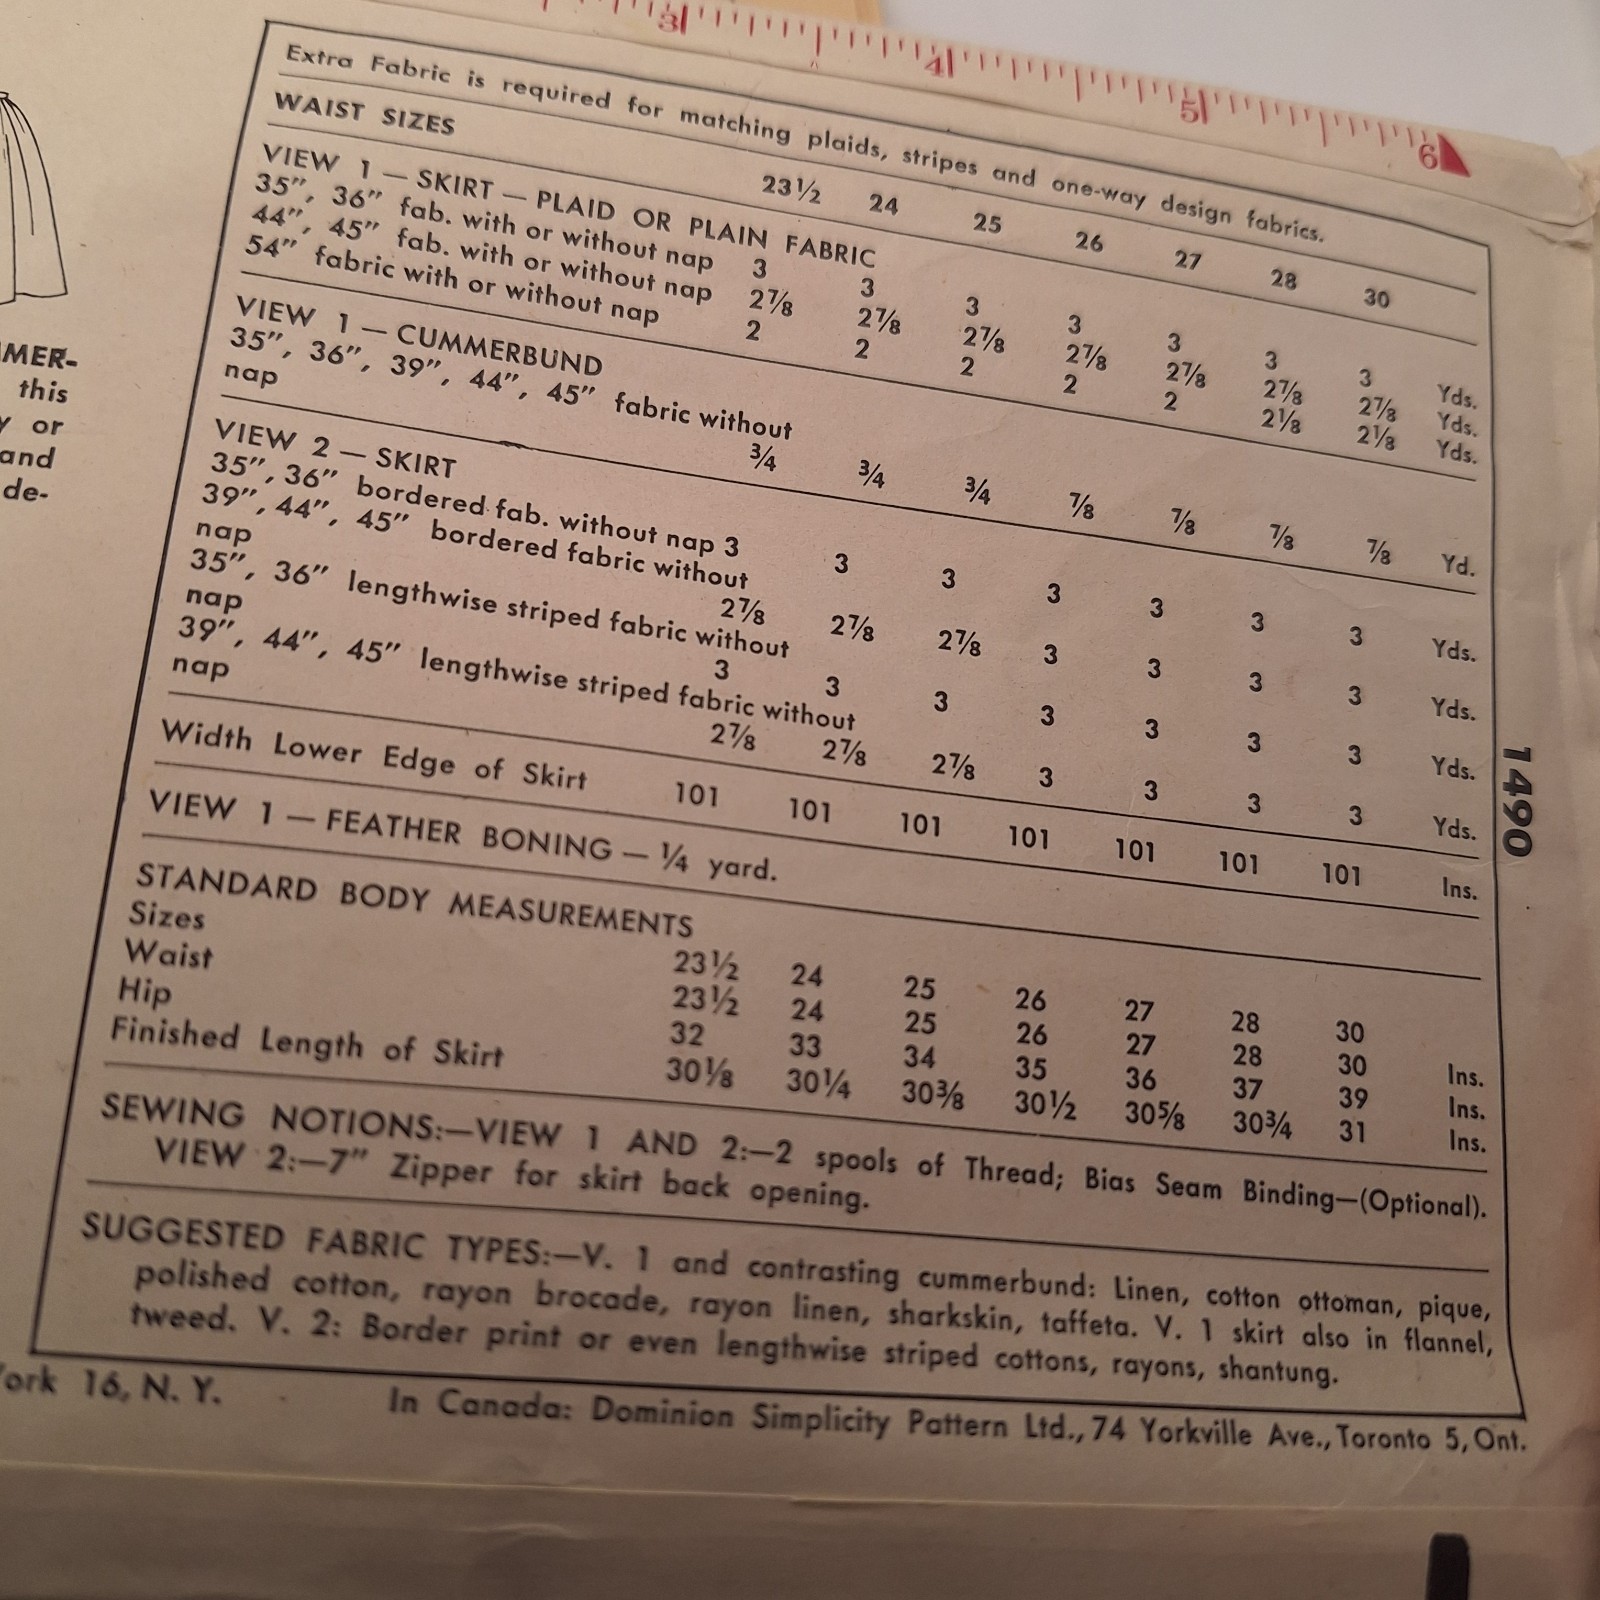 3 4 5 6
MER-
this
y or
and
de-
Extra Fabric is required for matching plaids, stripes and one-way design fabrics.
WAIST SIZES 23½ 24 25 26 27 28 30
VIEW 1 — SKIRT — PLAID OR PLAIN FABRIC
35”, 36” fab. with or without nap 3 3 3 3 3 3 3 Yds.
44”, 45” fab. with or without nap 2⅞ 2⅞ 2⅞ 2⅞ 2⅞ 2⅞ 2⅞ Yds.
54” fabric with or without nap 2 2 2 2 2 2⅛ 2⅛ Yds.
VIEW 1 — CUMMERBUND
35”, 36”, 39”, 44”, 45” fabric without
nap ¾ ¾ ¾ ⅞ ⅞ ⅞ ⅞ Yd.
VIEW 2 — SKIRT
35”, 36” bordered fab. without nap 3 3 3 3 3 3 3 Yds.
39”, 44”, 45” bordered fabric without
nap 2⅞ 2⅞ 2⅞ 3 3 3 3 Yds.
35”, 36” lengthwise striped fabric without
nap 3 3 3 3 3 3 3 Yds.
39”, 44”, 45” lengthwise striped fabric without
nap 2⅞ 2⅞ 2⅞ 3 3 3 3 Yds.
Width Lower Edge of Skirt 101 101 101 101 101 101 101 Ins.
VIEW 1 — FEATHER BONING — ¼ yard.
STANDARD BODY MEASUREMENTS
Sizes 23½ 24 25 26 27 28 30
Waist 23½ 24 25 26 27 28 30 Ins.
Hip 32 33 34 35 36 37 39 Ins.
Finished Length of Skirt 30⅛ 30¼ 30⅜ 30½ 30⅝ 30¾ 31 Ins.
SEWING NOTIONS:—VIEW 1 AND 2:—2 spools of Thread; Bias Seam Binding—(Optional).
VIEW 2:—7” Zipper for skirt back opening.
SUGGESTED FABRIC TYPES:—V. 1 and contrasting cummerbund: Linen, cotton ottoman, pique,
polished cotton, rayon brocade, rayon linen, sharkskin, taffeta. V. 1 skirt also in flannel,
tweed. V. 2: Border print or even lengthwise striped cottons, rayons, shantung.
1490
ork 16, N. Y. In Canada: Dominion Simplicity Pattern Ltd., 74 Yorkville Ave., Toronto 5, Ont.